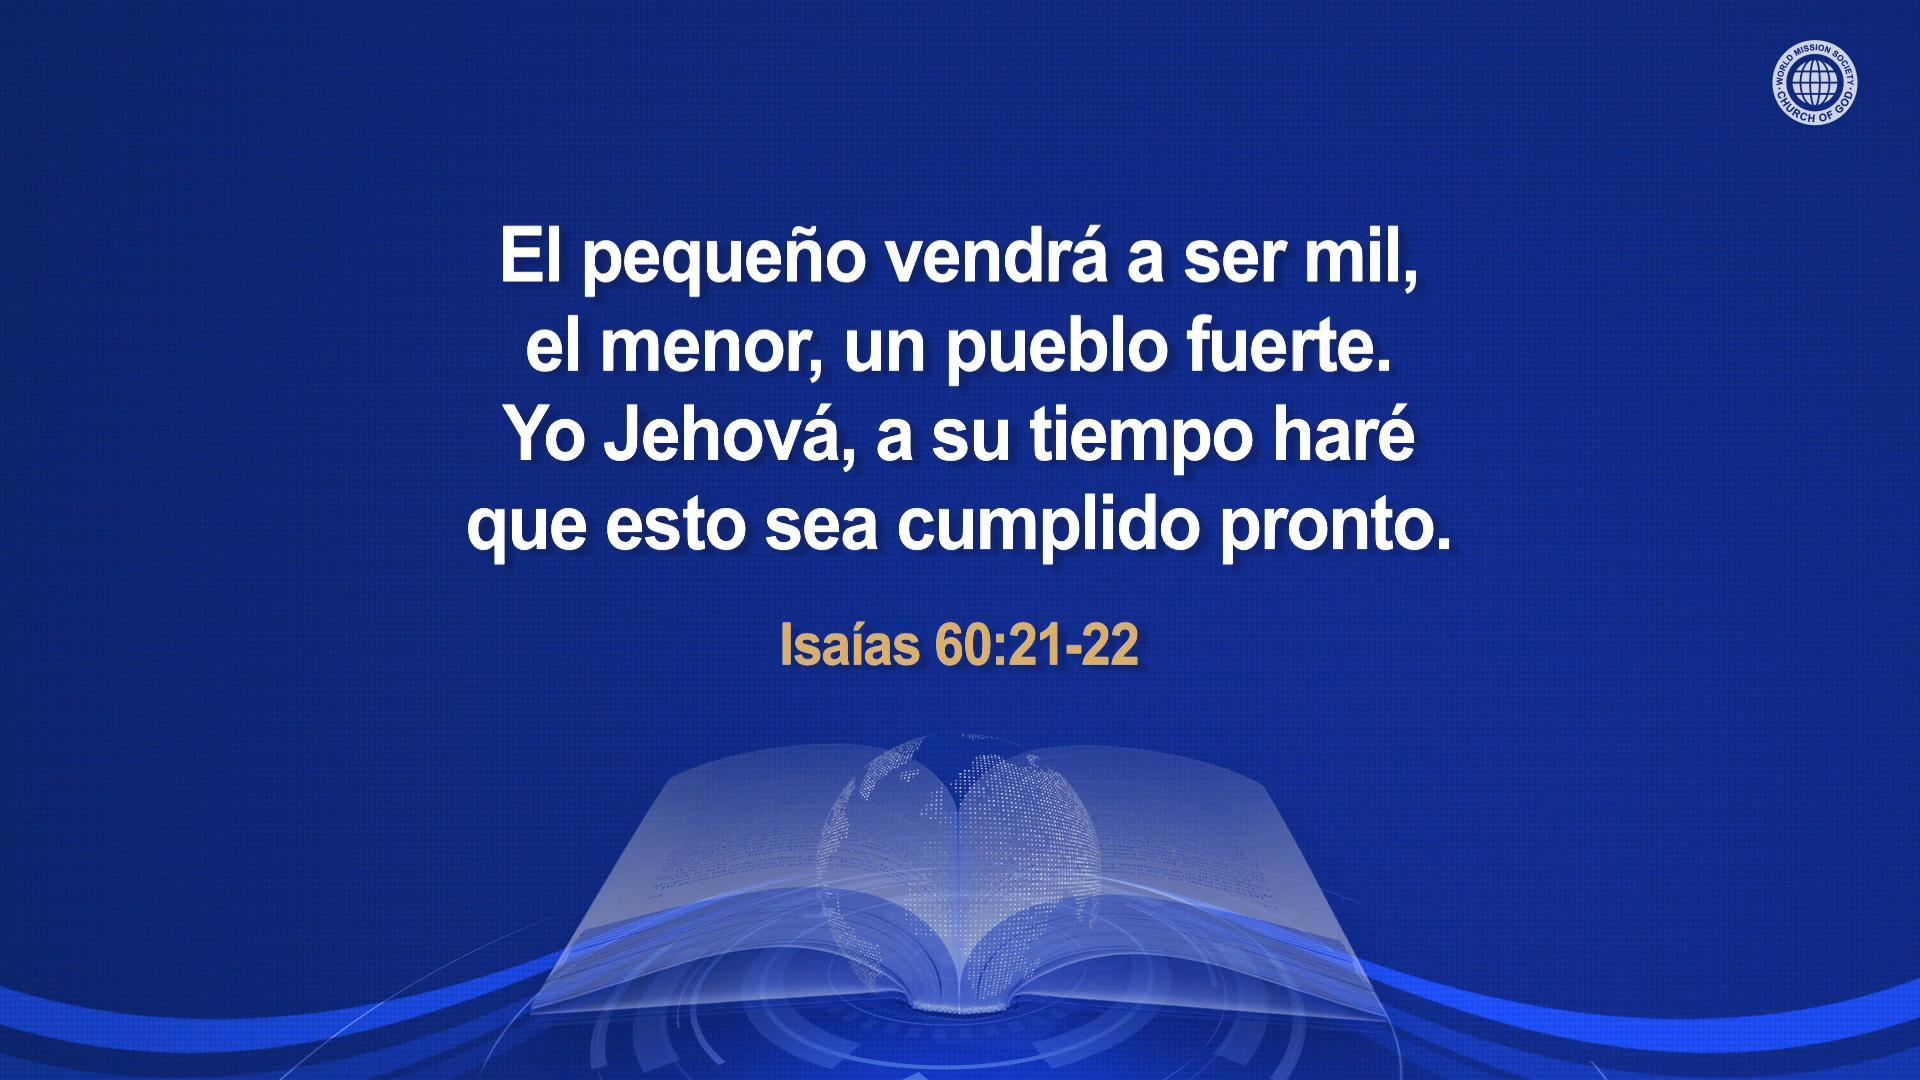 WORLD MISSION SOCIETY
CHURCH OF GOD
El pequeño vendrá a ser mil,
el menor, un pueblo fuerte.
Yo Jehová, a su tiempo haré
que esto sea cumplido pronto.
Isaías 60:21-22